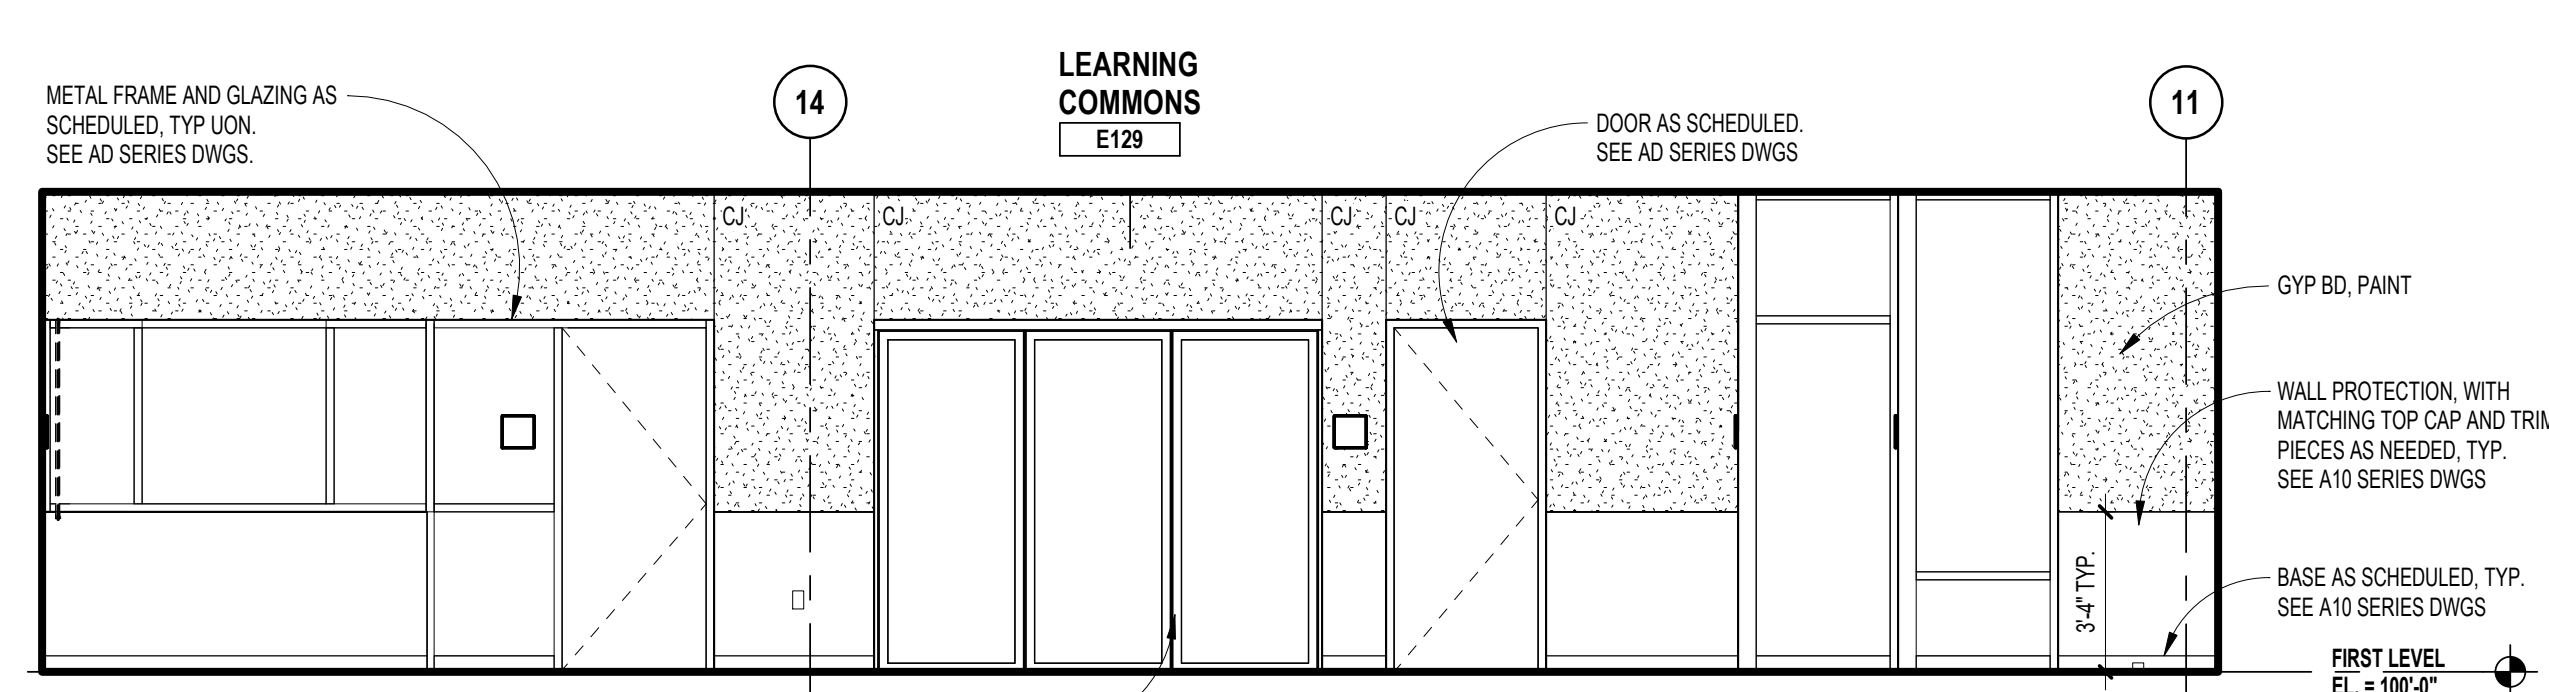 LEARNING
COMMONS
E129
14
11
METAL FRAME AND GLAZING AS
SCHEDULED, TYP UON.
SEE AD SERIES DWGS.
DOOR AS SCHEDULED.
SEE AD SERIES DWGS
CJ
CJ
CJ
CJ
CJ
GYP BD, PAINT
WALL PROTECTION, WITH
MATCHING TOP CAP AND TRIM
PIECES AS NEEDED, TYP.
SEE A10 SERIES DWGS
3'-4" TYP.
BASE AS SCHEDULED, TYP.
SEE A10 SERIES DWGS
FIRST LEVEL
EL. = 100'-0"